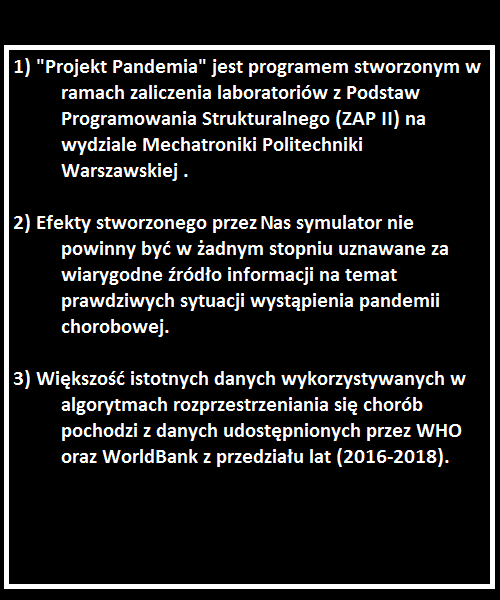 1) "Projekt Pandemia" jest programem stworzonym w
ramach zaliczenia laboratoriów z Podstaw
Programowania Strukturalnego (ZAP II) na
wydziale Mechatroniki Politechniki
Warszawskiej .
2) Efekty stworzonego przez Nas symulator nie
powinny być w żadnym stopniu uznawane za
wiarygodne źródło informacji na temat
prawdziwych sytuacji wystąpienia pandemii
chorobowej.
3) Większość istotnych danych wykorzystywanych w
algorytmach rozprzestrzeniania się chorób
pochodzi z danych udostępnionych przez WHO
oraz WorldBank z przedziału lat (2016-2018).